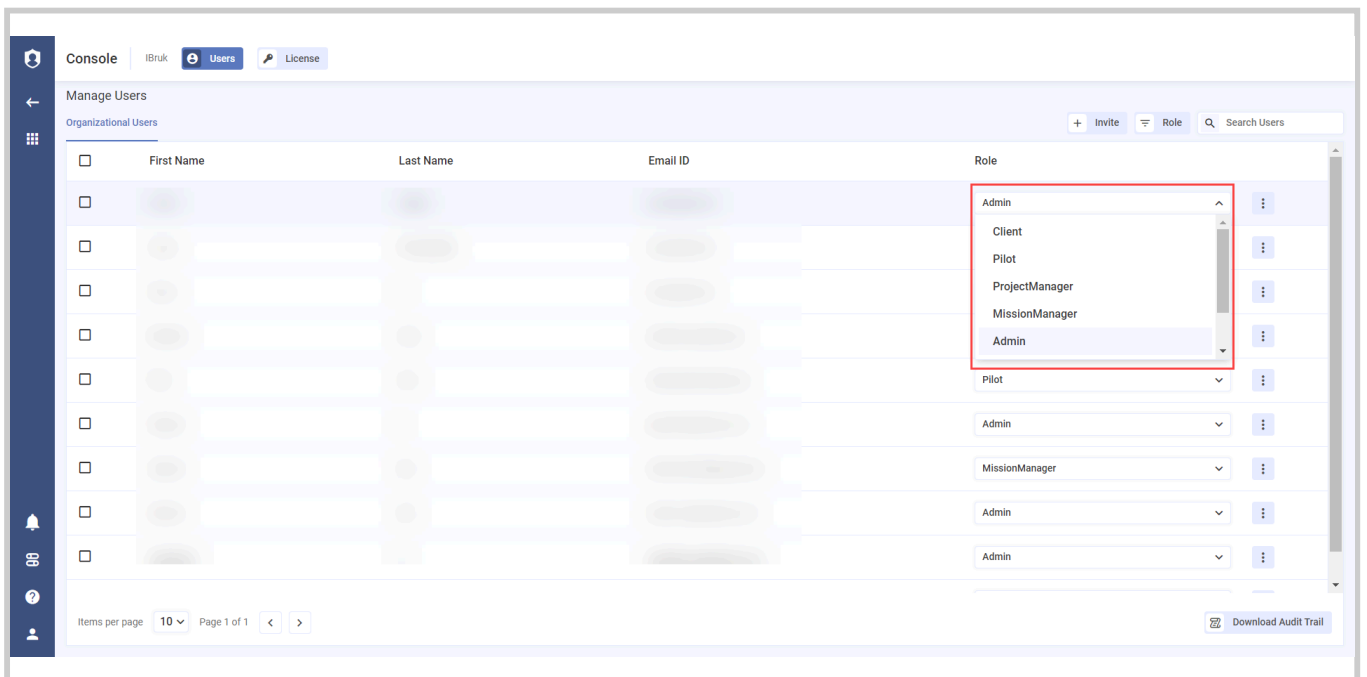 Console IBruk Users License
Manage Users
Organizational Users + Invite Role Search Users
First Name Last Name Email ID Role
Admin
Client
Pilot
ProjectManager
MissionManager
Admin
Pilot
Admin
MissionManager
Admin
Admin
Items per page 10 Page 1 of 1 < > Download Audit Trail